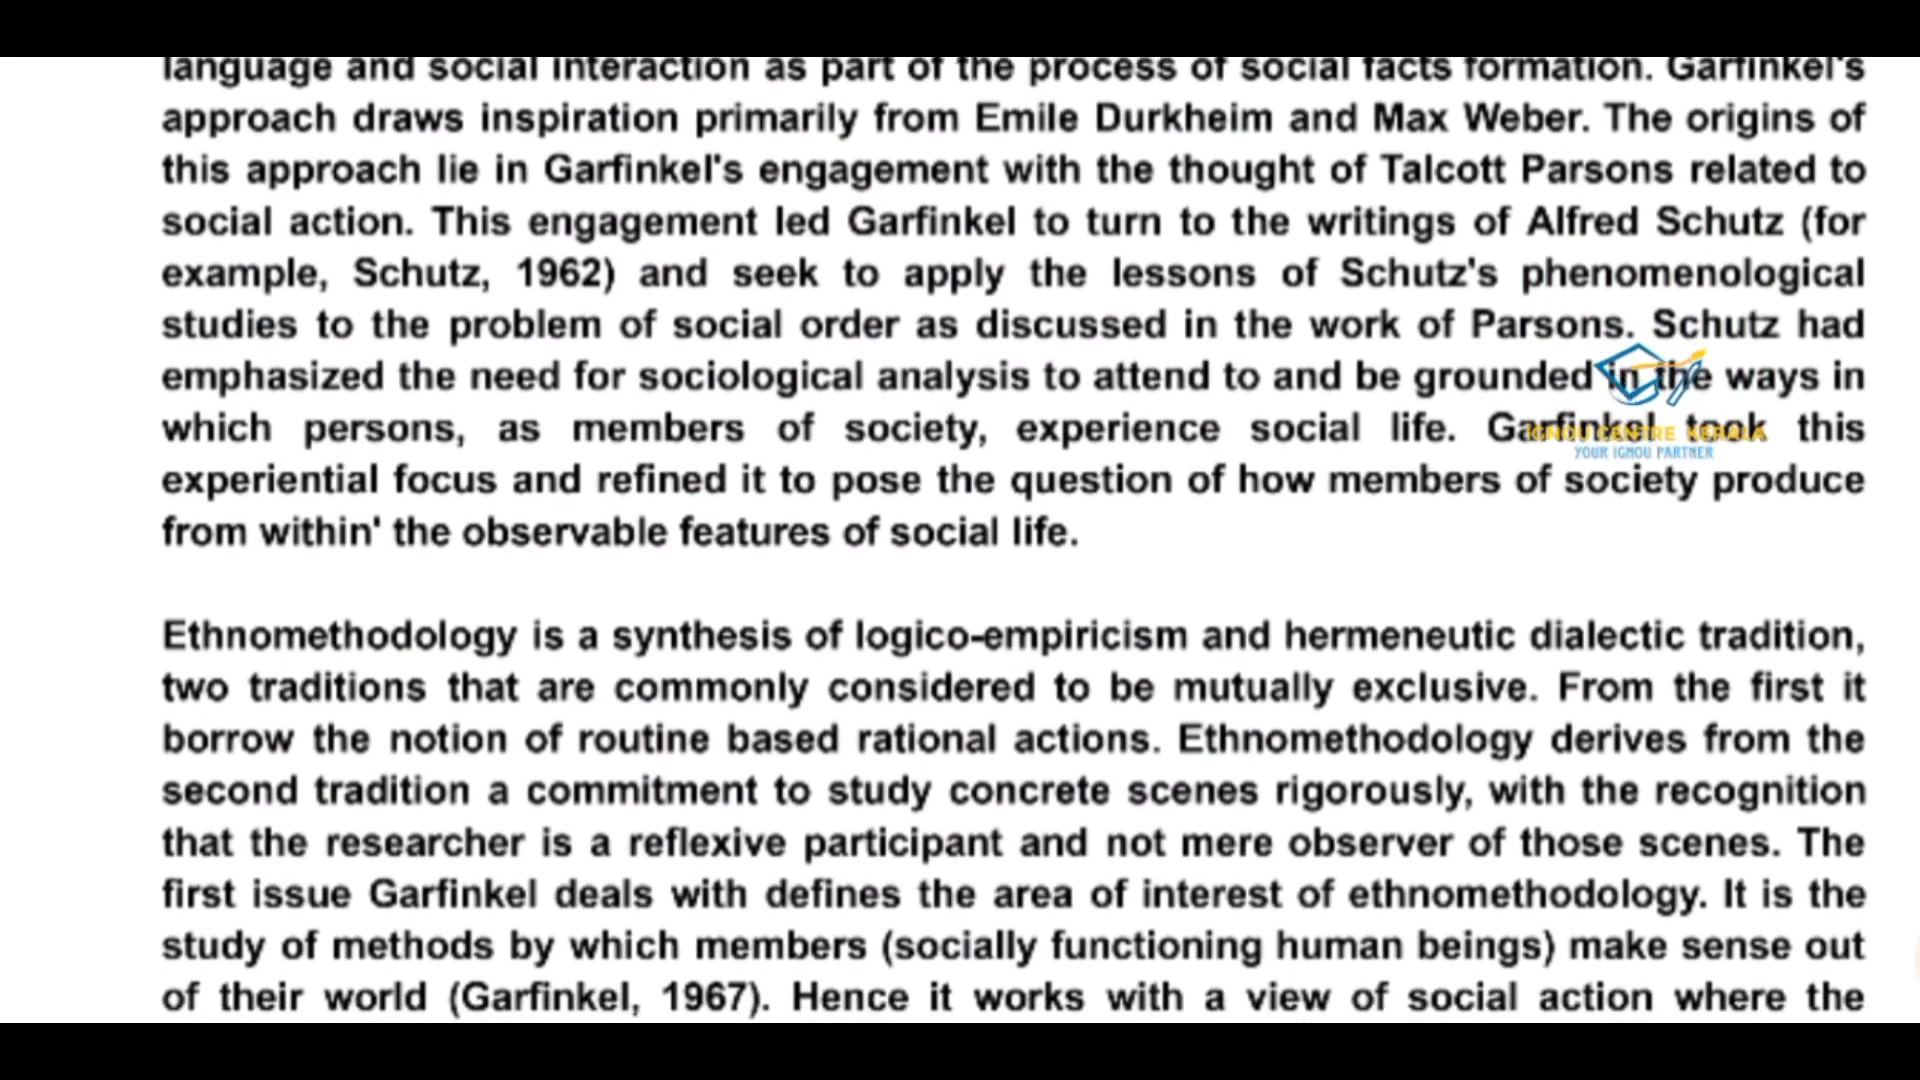 language and social interaction as part of the process of social facts formation. Garfinkel's
approach draws inspiration primarily from Emile Durkheim and Max Weber. The origins of
this approach lie in Garfinkel's engagement with the thought of Talcott Parsons related to
social action. This engagement led Garfinkel to turn to the writings of Alfred Schutz (for
example, Schutz, 1962) and seek to apply the lessons of Schutz's phenomenological
studies to the problem of social order as discussed in the work of Parsons. Schutz had
emphasized the need for sociological analysis to attend to and be grounded in the ways in
which persons, as members of society, experience social life. Garfinkel took this
IGNOU CENTRE KERALA
YOUR IGNOU PARTNER
experiential focus and refined it to pose the question of how members of society produce
from within' the observable features of social life.
Ethnomethodology is a synthesis of logico-empiricism and hermeneutic dialectic tradition,
two traditions that are commonly considered to be mutually exclusive. From the first it
borrow the notion of routine based rational actions. Ethnomethodology derives from the
second tradition a commitment to study concrete scenes rigorously, with the recognition
that the researcher is a reflexive participant and not mere observer of those scenes. The
first issue Garfinkel deals with defines the area of interest of ethnomethodology. It is the
study of methods by which members (socially functioning human beings) make sense out
of their world (Garfinkel, 1967). Hence it works with a view of social action where the